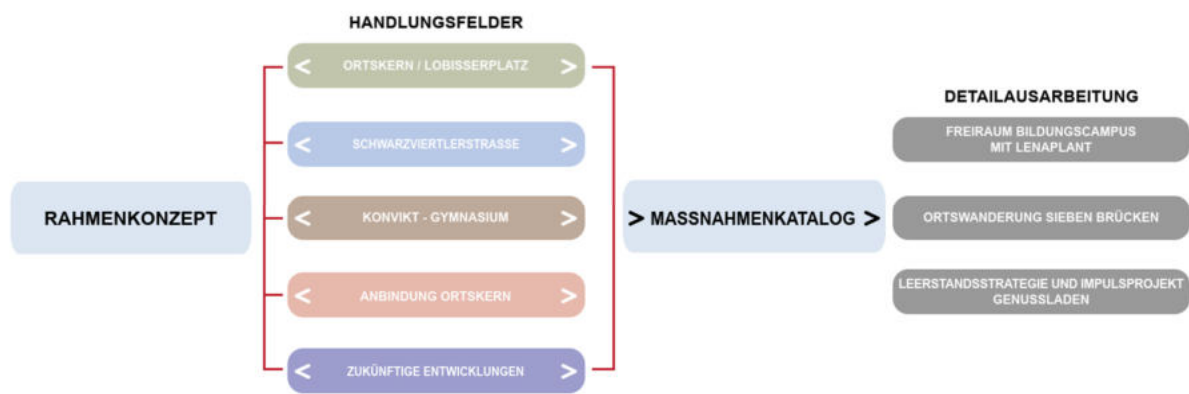 RAHMENKONZEPT
HANDLUNGSFELDER
< ORTSKERN / LOBISSERPLATZ >
< SCHWARZVIERTLERSTRASSE >
< KONVIKT - GYMNASIUM >
< ANBINDUNG ORTSKERN >
< ZUKÜNFTIGE ENTWICKLUNGEN >
> MASSNAHMENKATALOG >
DETAILAUSARBEITUNG
FREIRAUM BILDUNGSCAMPUS
MIT LENAPLANT
ORTSWANDERUNG SIEBEN BRÜCKEN
LEERSTANDSSTRATEGIE UND IMPULSPROJEKT
GENUSSLADEN